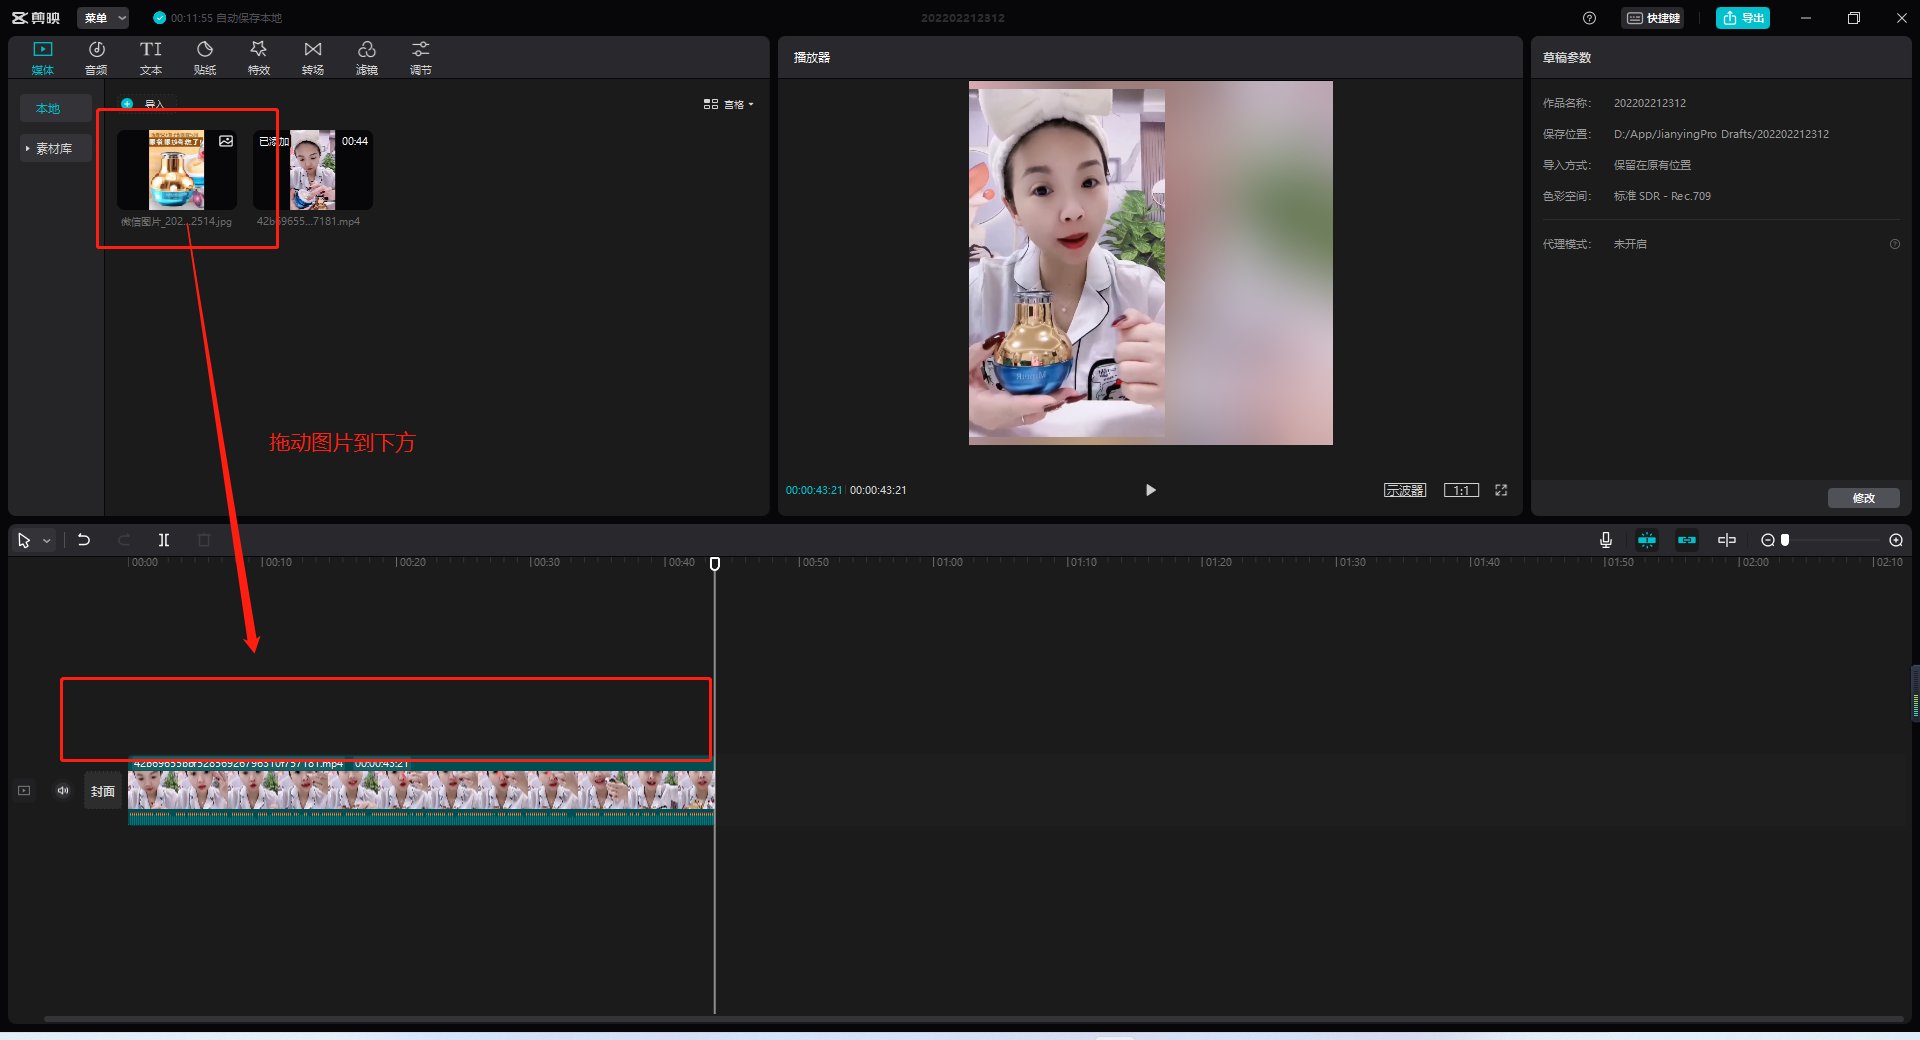 剪映
菜单
00:11:55 自动保存本地
202202212312
快捷键
导出
媒体
音频
文本
贴纸
特效
转场
滤镜
调节
播放器
草稿参数
本地
素材库
导入
宫格
已添加
00:44
微信图片_202...2514.jpg
42b69655...7181.mp4
作品名称:
202202212312
保存位置:
D:/App/JianyingPro Drafts/202202212312
导入方式:
保留在原有位置
色彩空间:
标准 SDR - Rec.709
代理模式:
未开启
拖动图片到下方
00:00:43:21
00:00:43:21
示波器
1:1
修改
00:00
00:10
00:20
00:30
00:40
00:50
01:00
01:10
01:20
01:30
01:40
01:50
02:00
02:10
00:00:43:21
封面